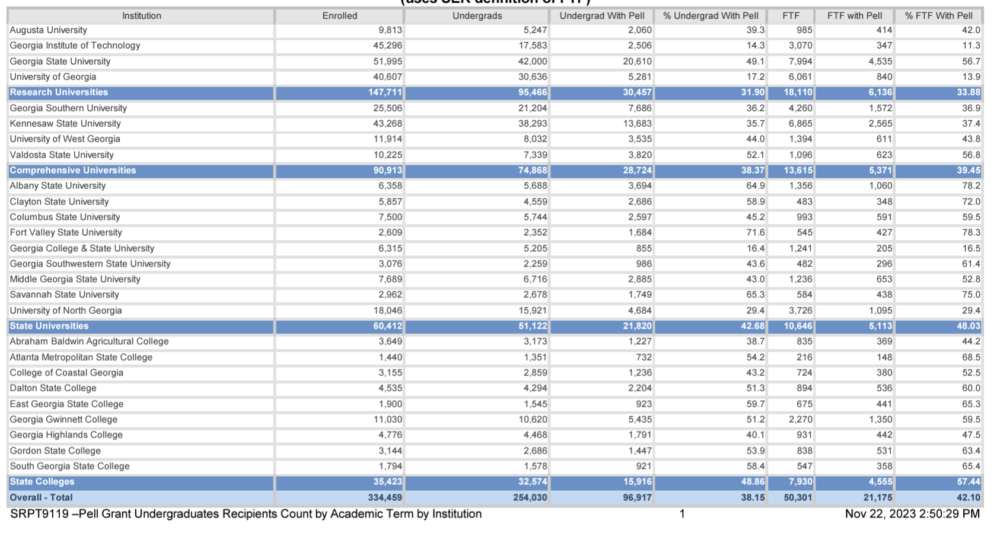 (uses SER definition of FTF)
Institution Enrolled Undergrads Undergrad With Pell % Undergrad With Pell FTF FTF with Pell % FTF With Pell
Augusta University 9,813 5,247 2,060 39.3 985 414 42.0
Georgia Institute of Technology 45,296 17,583 2,506 14.3 3,070 347 11.3
Georgia State University 51,995 42,000 20,610 49.1 7,994 4,535 56.7
University of Georgia 40,607 30,636 5,281 17.2 6,061 840 13.9
Research Universities 147,711 95,466 30,457 31.90 18,110 6,136 33.88
Georgia Southern University 25,506 21,204 7,686 36.2 4,260 1,572 36.9
Kennesaw State University 43,268 38,293 13,683 35.7 6,865 2,565 37.4
University of West Georgia 11,914 8,032 3,535 44.0 1,394 611 43.8
Valdosta State University 10,225 7,339 3,820 52.1 1,096 623 56.8
Comprehensive Universities 90,913 74,868 28,724 38.37 13,615 5,371 39.45
Albany State University 6,358 5,688 3,694 64.9 1,356 1,060 78.2
Clayton State University 5,857 4,559 2,686 58.9 483 348 72.0
Columbus State University 7,500 5,744 2,597 45.2 993 591 59.5
Fort Valley State University 2,609 2,352 1,684 71.6 545 427 78.3
Georgia College & State University 6,315 5,205 855 16.4 1,241 205 16.5
Georgia Southwestern State University 3,076 2,259 986 43.6 482 296 61.4
Middle Georgia State University 7,689 6,716 2,885 43.0 1,236 653 52.8
Savannah State University 2,962 2,678 1,749 65.3 584 438 75.0
University of North Georgia 18,046 15,921 4,684 29.4 3,726 1,095 29.4
State Universities 60,412 51,122 21,820 42.68 10,646 5,113 48.03
Abraham Baldwin Agricultural College 3,649 3,173 1,227 38.7 835 369 44.2
Atlanta Metropolitan State College 1,440 1,351 732 54.2 216 148 68.5
College of Coastal Georgia 3,155 2,859 1,236 43.2 724 380 52.5
Dalton State College 4,535 4,294 2,204 51.3 894 536 60.0
East Georgia State College 1,900 1,545 923 59.7 675 441 65.3
Georgia Gwinnett College 11,030 10,620 5,435 51.2 2,270 1,350 59.5
Georgia Highlands College 4,776 4,468 1,791 40.1 931 442 47.5
Gordon State College 3,144 2,686 1,447 53.9 838 531 63.4
South Georgia State College 1,794 1,578 921 58.4 547 358 65.4
State Colleges 35,423 32,574 15,916 48.86 7,930 4,555 57.44
Overall - Total 334,459 254,030 96,917 38.15 50,301 21,175 42.10
SRPT9119 –Pell Grant Undergraduates Recipients Count by Academic Term by Institution 1 Nov 22, 2023 2:50:29 PM